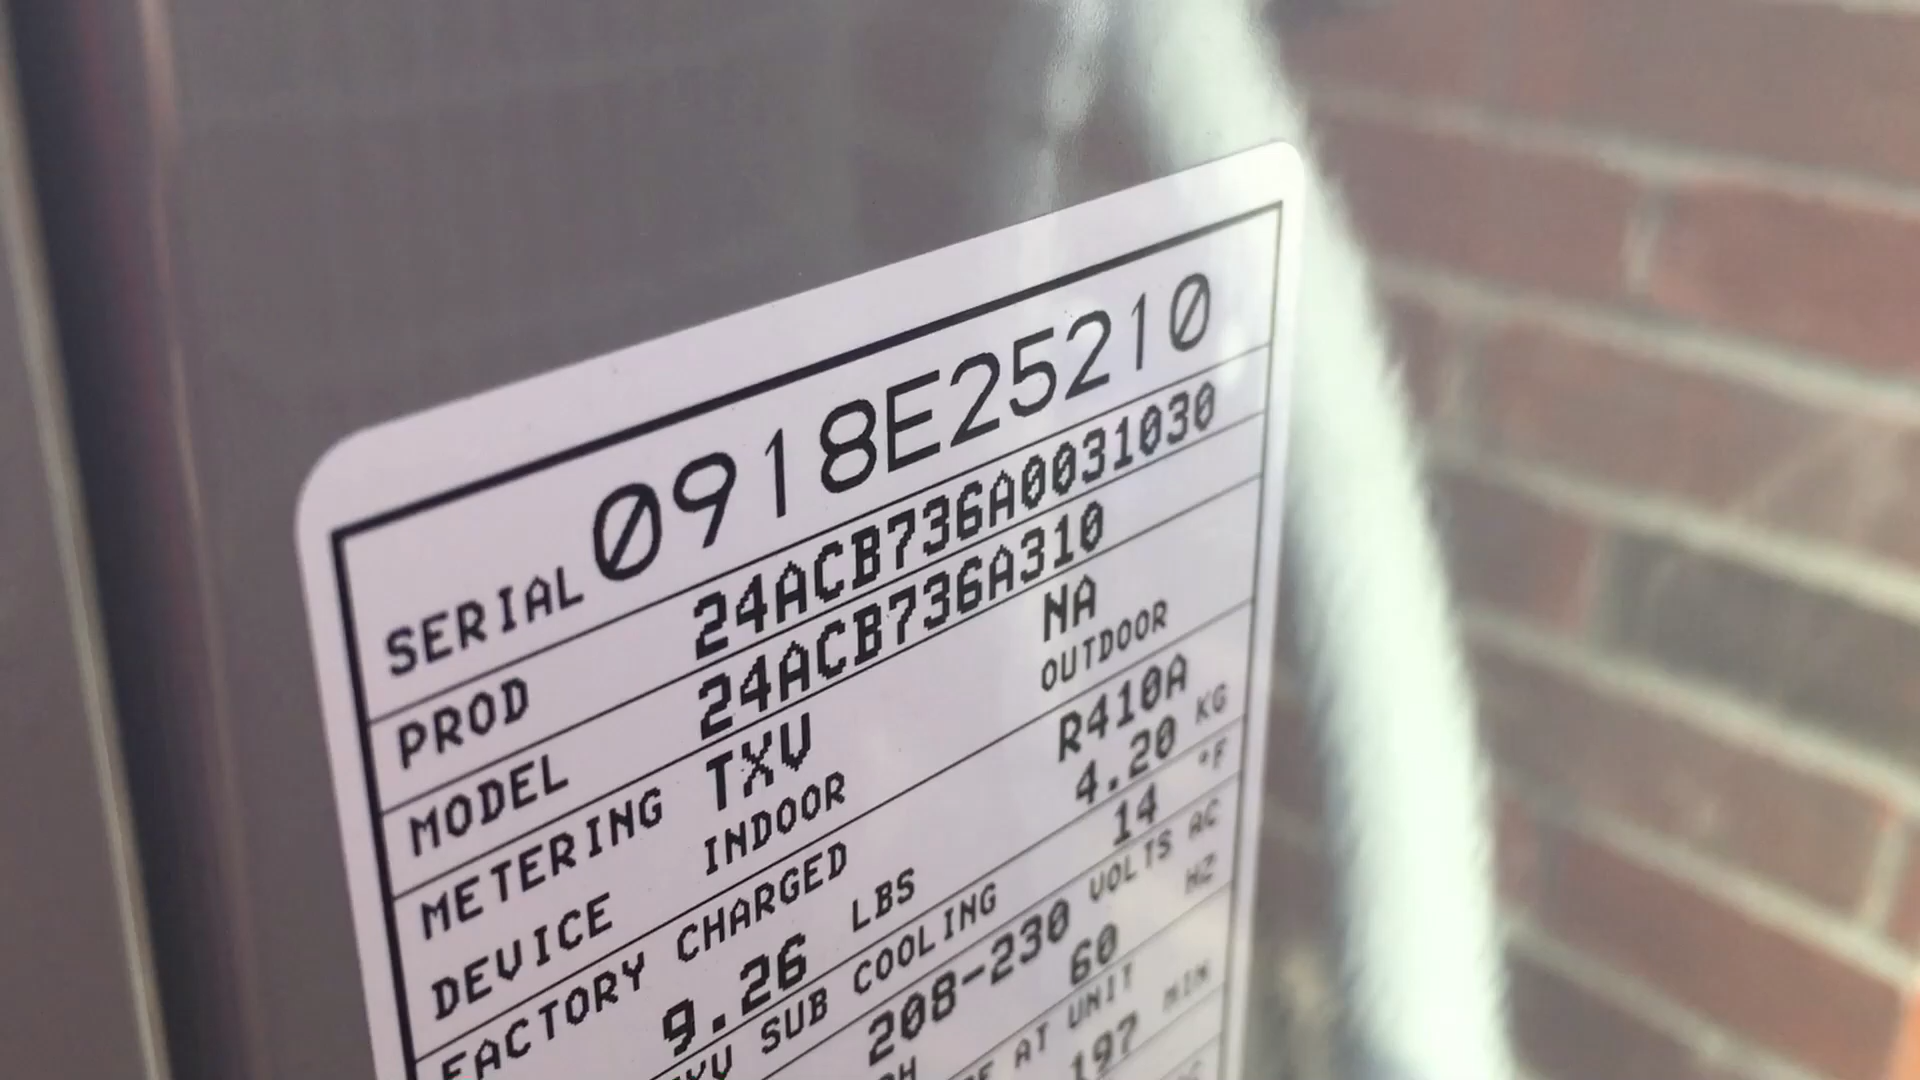 SERIAL 0918E25210
PROD 24ACB736A0031030
MODEL 24ACB736A310
METERING TXV NA
DEVICE INDOOR OUTDOOR
FACTORY CHARGED R410A
9.26 LBS 4.20 KG
SUB COOLING 14 °F
208-230 VOLTS AC
60 HZ
AT UNIT
197 MIN